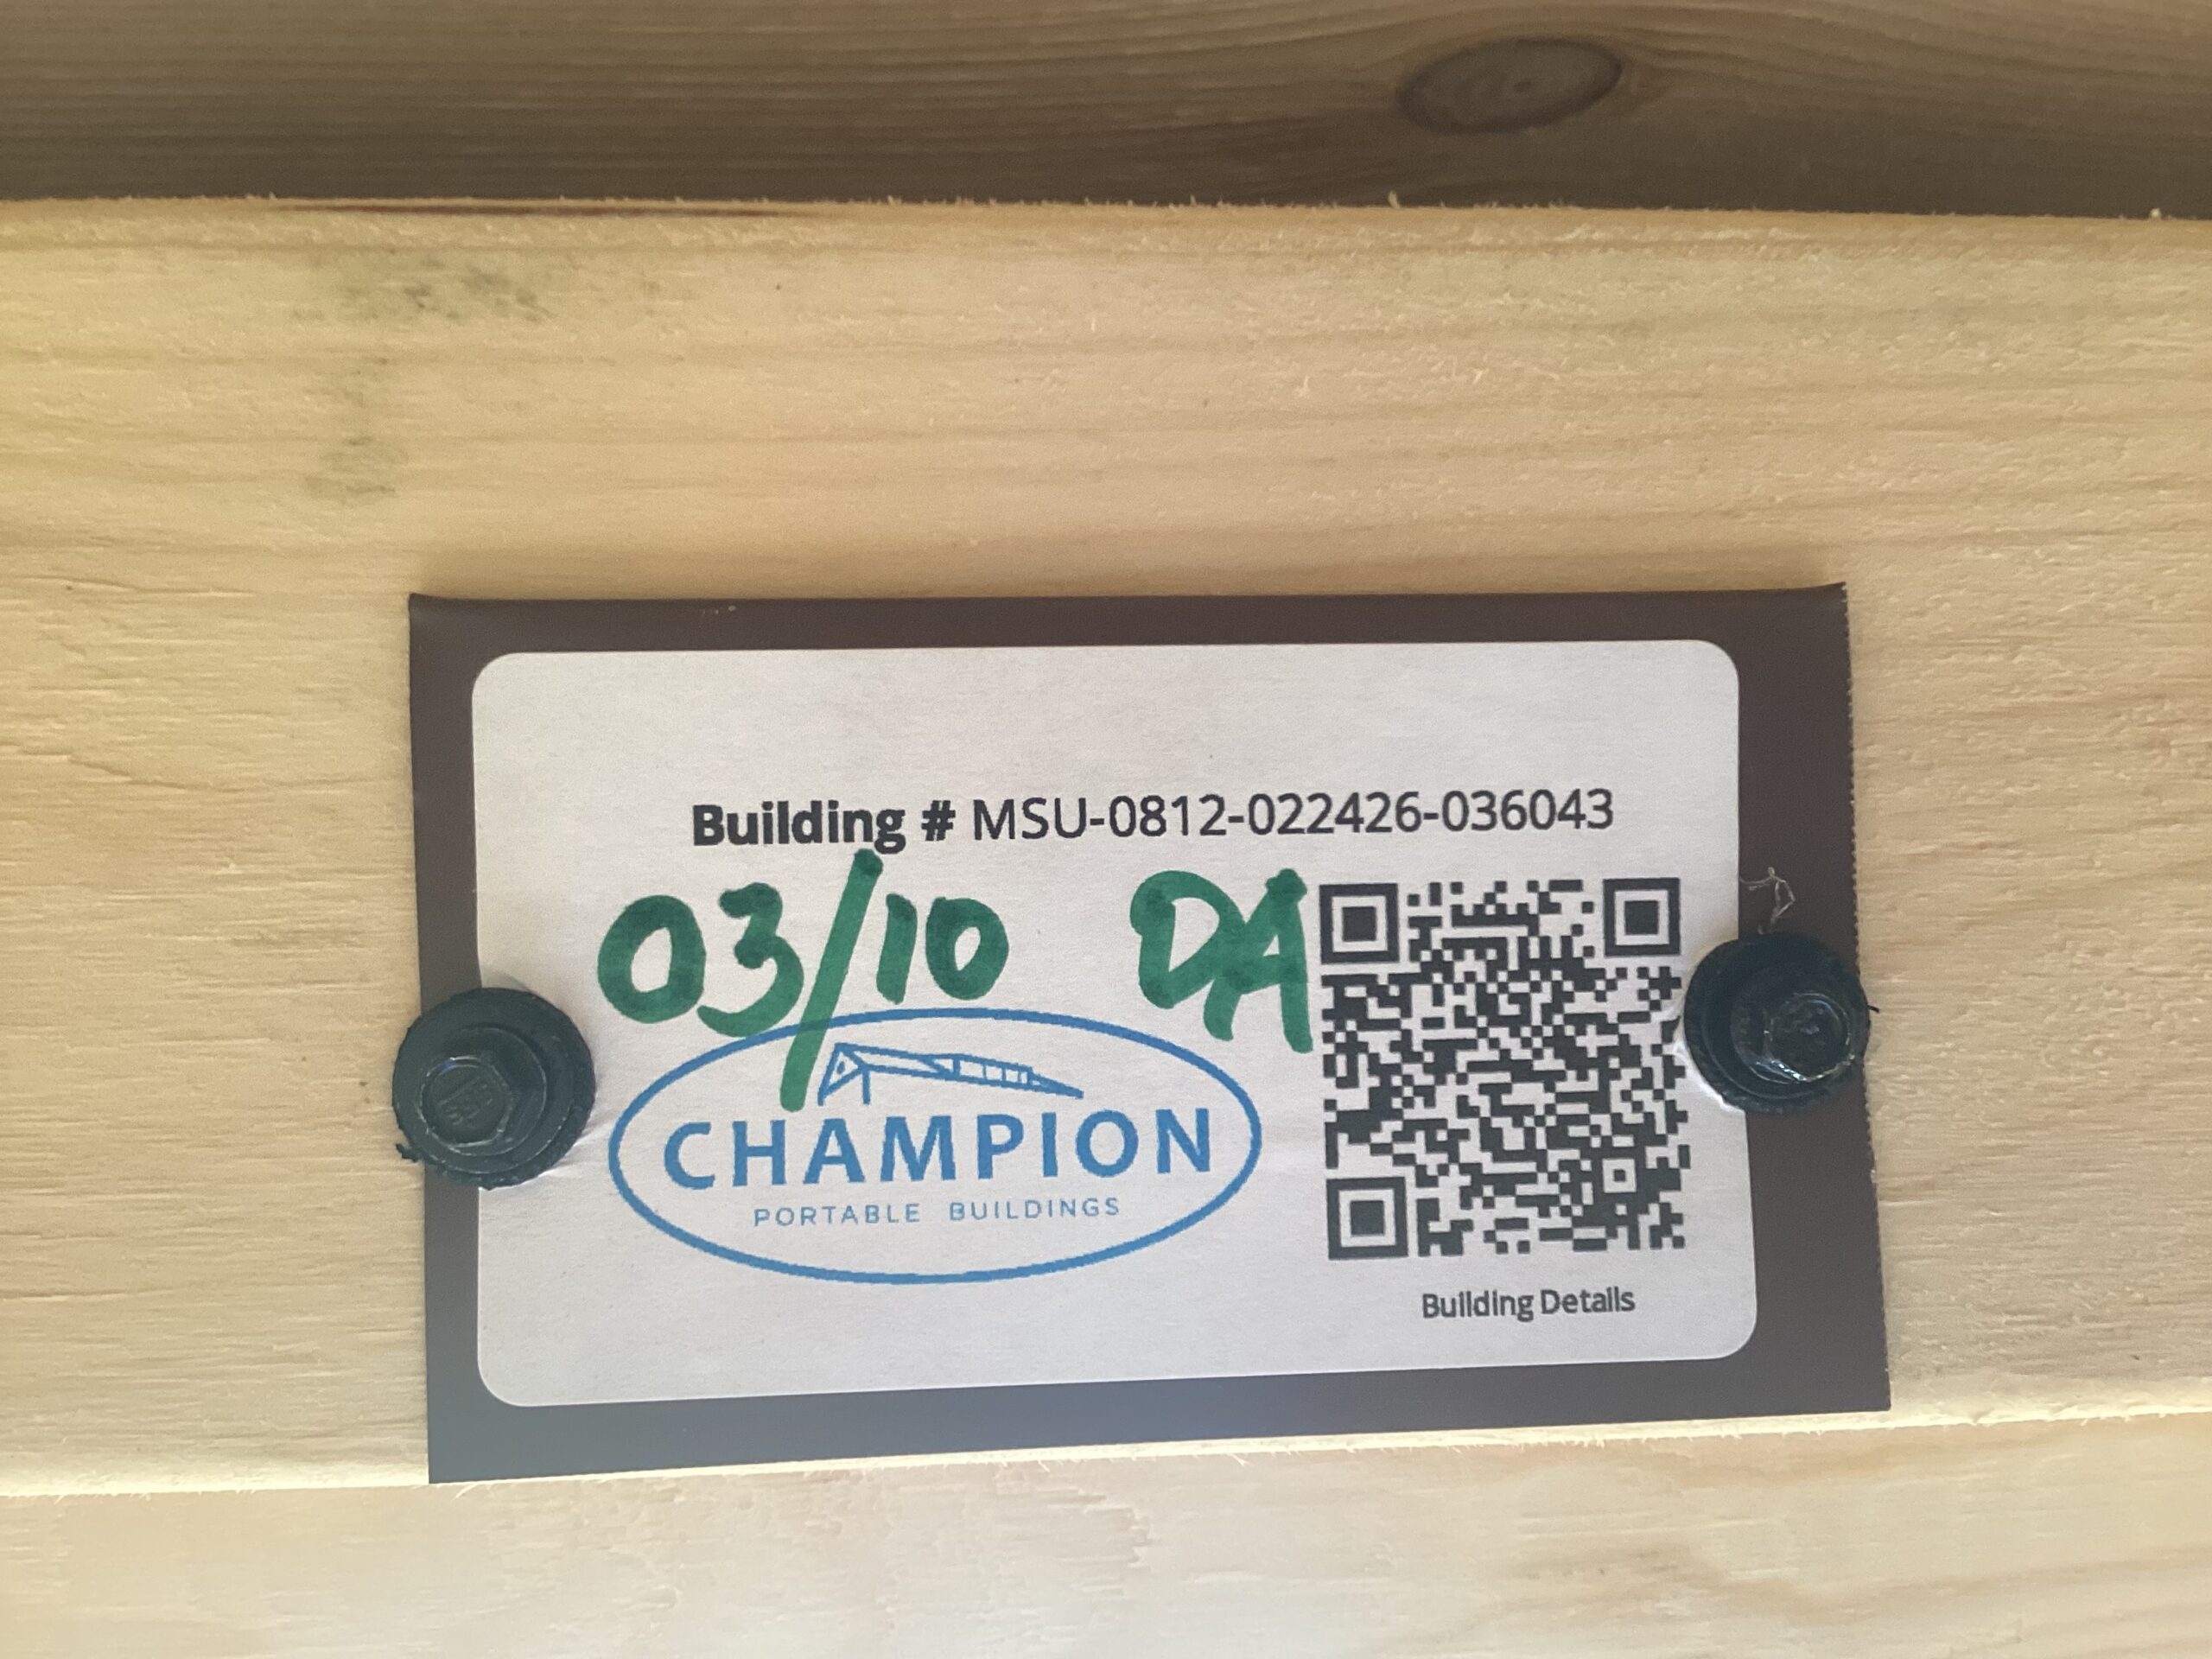 Building # MSU-0812-022426-036043
03/10 DA
CHAMPION
PORTABLE BUILDINGS
Building Details